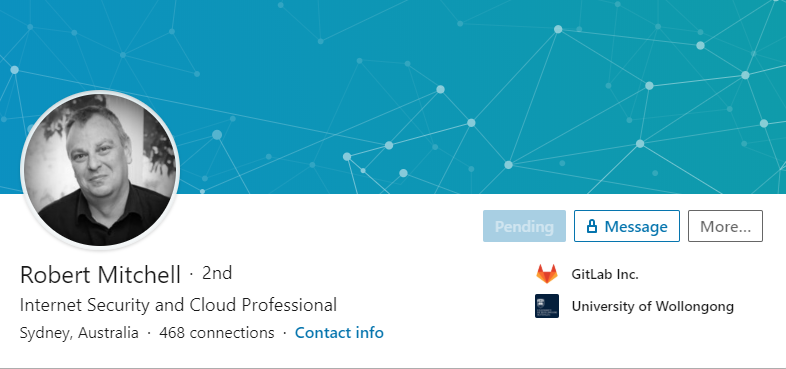 Pending
Message
More...
Robert Mitchell · 2nd
GitLab Inc.
Internet Security and Cloud Professional
University of Wollongong
Sydney, Australia · 468 connections · Contact info